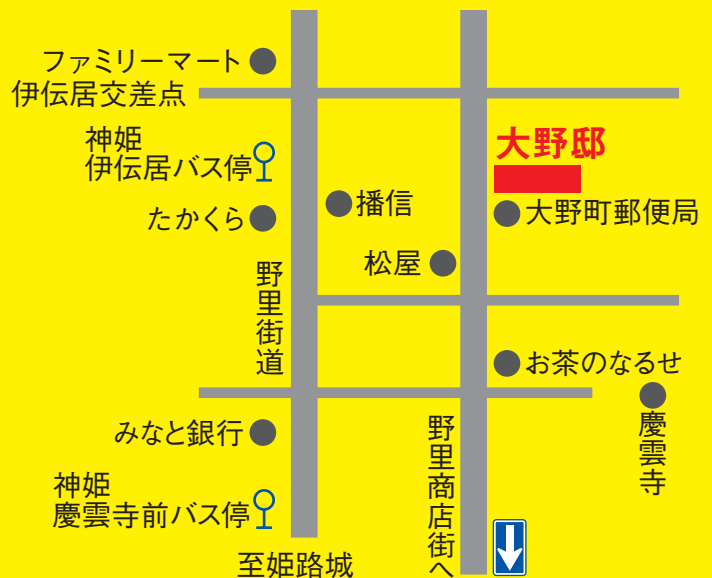 ファミリーマート
伊伝居交差点
神姫
伊伝居バス停
大野邸
播信
大野町郵便局
たかくら
松屋
野里街道
お茶のなるせ
みなと銀行
野里商店街へ
慶雲寺
神姫
慶雲寺前バス停
至姫路城